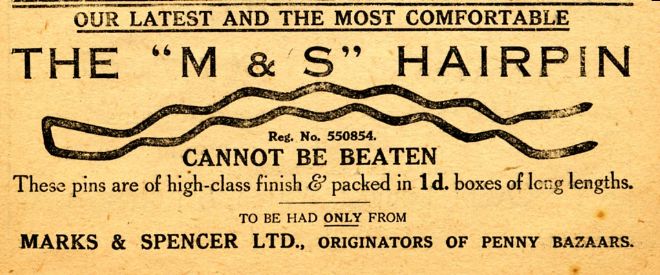 OUR LATEST AND THE MOST COMFORTABLE
THE "M & S" HAIRPIN
Reg. No. 550854.
CANNOT BE BEATEN
These pins are of high-class finish & packed in 1d. boxes of long lengths.
TO BE HAD ONLY FROM
MARKS & SPENCER LTD., ORIGINATORS OF PENNY BAZAARS.